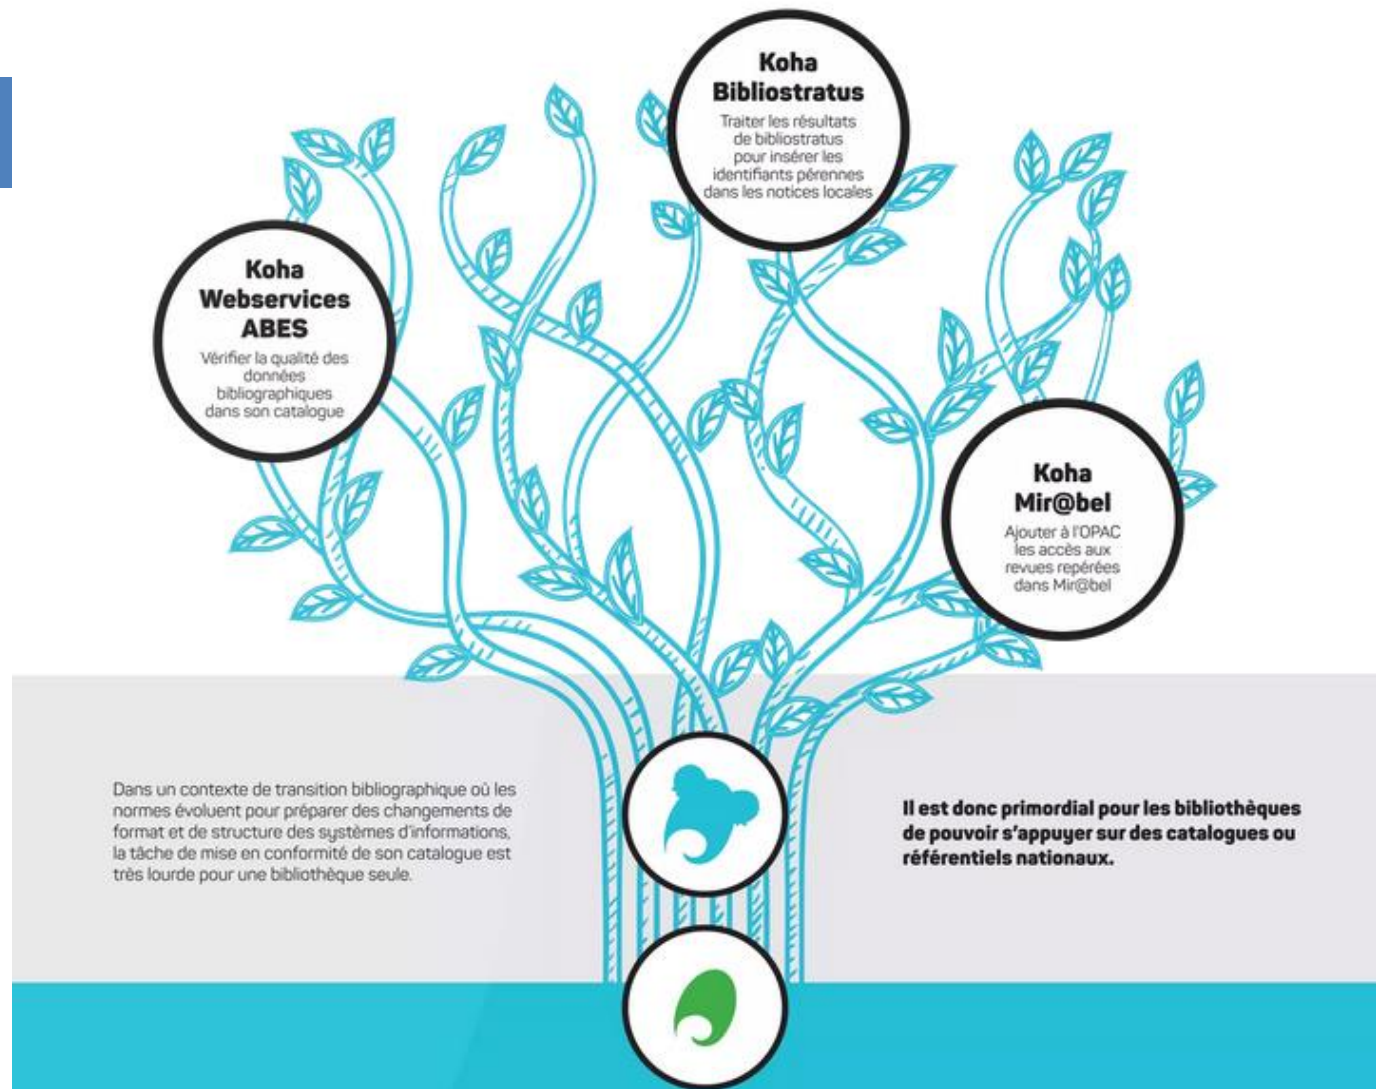 Koha
Bibliostratus
Traiter les résultats
de bibliostratus
pour insérer les
identifiants pérennes
dans les notices locales
Koha
Webservices
ABES
Vérifier la qualité des
données
bibliographiques
dans son catalogue
Koha
Mir@bel
Ajouter à l'OPAC
les accès aux
revues repérées
dans Mir@bel
Dans un contexte de transition bibliographique où les
normes évoluent pour préparer des changements de
format et de structure des systèmes d'informations,
la tâche de mise en conformité de son catalogue est
très lourde pour une bibliothèque seule.
Il est donc primordial pour les bibliothèques
de pouvoir s'appuyer sur des catalogues ou
référentiels nationaux.